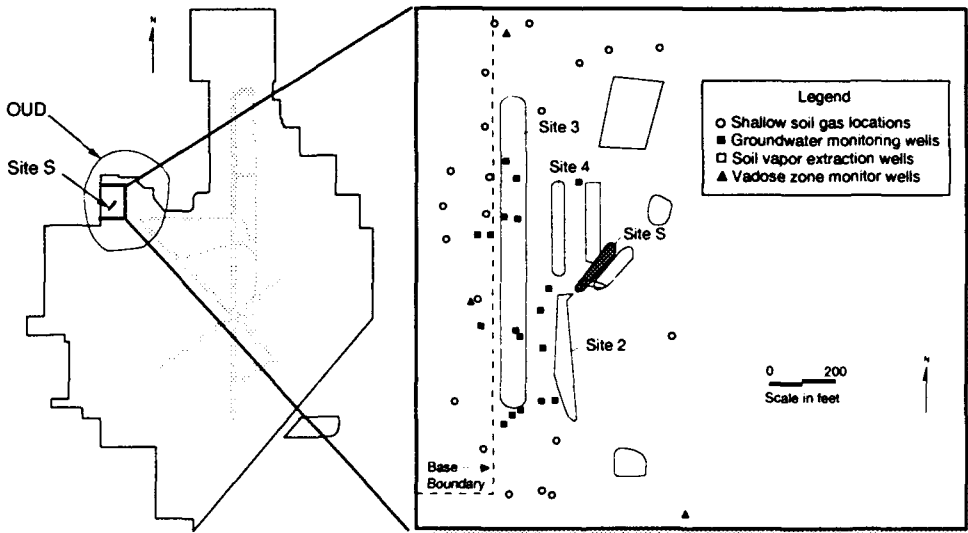 N
OUD
Site S
Site 3
Site 4
Site S
Site 2
Legend
Shallow soil gas locations
Groundwater monitoring wells
Soil vapor extraction wells
Vadose zone monitor wells
0 200
Scale in feet
N
Base
Boundary